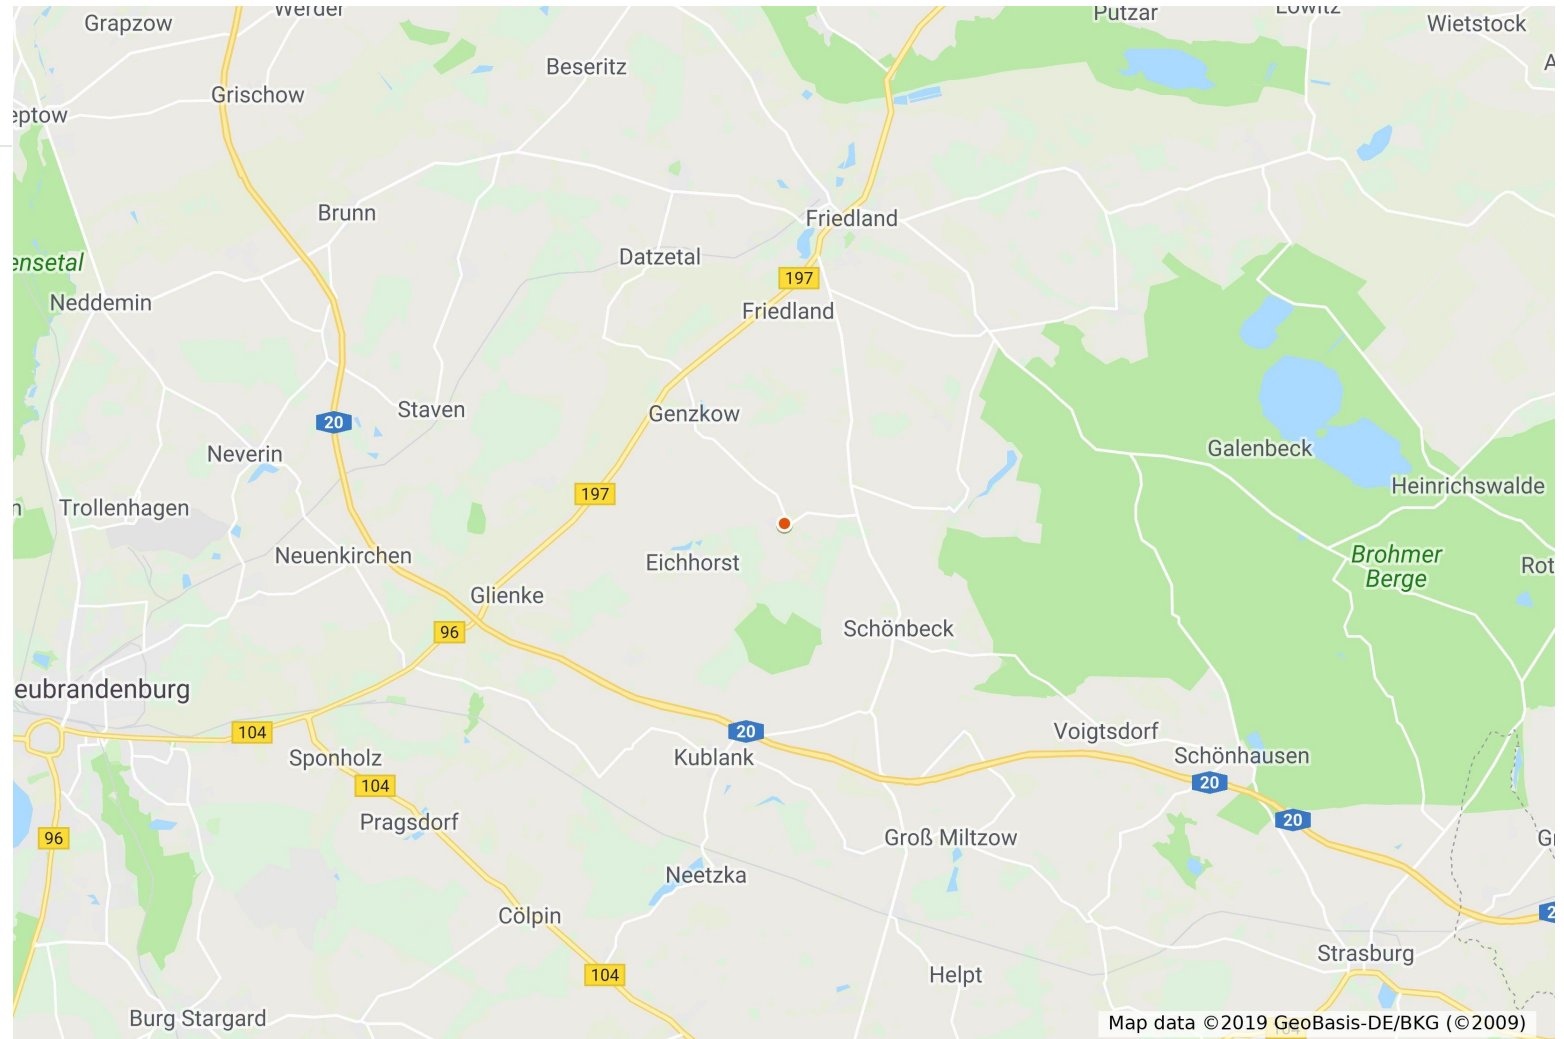 Grapzow
Werder
Putzar
Lowitz
Wietstock
A
Beseritz
Grischow
eptow
Brunn
Friedland
Datzetal
ensetal
197
Neddemin
Friedland
Staven
Genzkow
20
Neverin
Galenbeck
Heinrichswalde
197
n
Trollenhagen
Neuenkirchen
Eichhorst
Brohmer
Berge
Rot
Glienke
96
Schönbeck
eubrandenburg
104
20
Voigtsdorf
Sponholz
Kublank
Schönhausen
104
20
20
Pragsdorf
96
Groß Miltzow
Neetzka
Cölpin
2
Strasburg
104
Helpt
Burg Stargard
Map data ©2019 GeoBasis-DE/BKG (©2009)